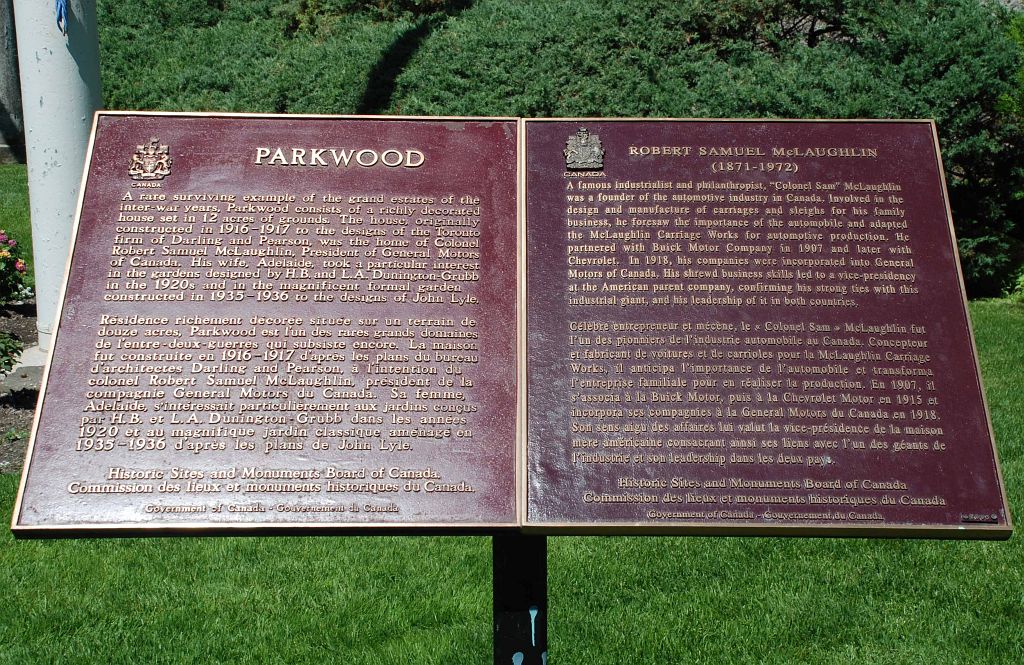 CANADA
PARKWOOD
A rare surviving example of the grand estates of the
inter-war years, Parkwood consists of a richly decorated
house set in 12 acres of grounds. The house, originally
constructed in 1916-1917 to the designs of the Toronto
firm of Darling and Pearson, was the home of Colonel
Robert Samuel McLaughlin, President of General Motors
of Canada. His wife, Adelaide, took a particular interest
in the gardens designed by H.B. and L.A. Dunington-Grubb
in the 1920s and in the magnificent formal garden
constructed in 1935-1936 to the designs of John Lyle.
Résidence richement décorée située sur un terrain de
douze acres, Parkwood est l'un des rares grands domaines
de l'entre-deux-guerres qui subsiste encore. La maison
fut construite en 1916-1917 d'après les plans du bureau
d'architectes Darling and Pearson, à l'intention du
colonel Robert Samuel McLaughlin, président de la
compagnie General Motors du Canada. Sa femme,
Adelaide, s'intéressait particulièrement aux jardins conçus
par H.B. et L.A. Dunington-Grubb dans les années
1920 et au magnifique jardin classique aménagé en
1935-1936 d'après les plans de John Lyle.
Historic Sites and Monuments Board of Canada.
Commission des lieux et monuments historiques du Canada.
Government of Canada - Gouvernement du Canada
CANADA
ROBERT SAMUEL McLAUGHLIN
(1871-1972)
A famous industrialist and philanthropist, "Colonel Sam" McLaughlin
was a founder of the automotive industry in Canada. Involved in the
design and manufacture of carriages and sleighs for his family
business, he foresaw the importance of the automobile and adapted
the McLaughlin Carriage Works for automotive production. He
partnered with Buick Motor Company in 1907 and later with
Chevrolet. In 1918, his companies were incorporated into General
Motors of Canada. His shrewd business skills led to a vice-presidency
at the American parent company, confirming his strong ties with this
industrial giant, and his leadership of it in both countries.
Célèbre entrepreneur et mécène, le « Colonel Sam » McLaughlin fut
l'un des pionniers de l'industrie automobile au Canada. Concepteur
et fabricant de voitures et de carrioles pour la McLaughlin Carriage
Works, il anticipa l'importance de l'automobile et transforma
l'entreprise familiale pour en réaliser la production. En 1907, il
s'associa à la Buick Motor, puis à la Chevrolet Motor en 1915 et
incorpora ses compagnies à la General Motors du Canada en 1918.
Son sens aigu des affaires lui valut la vice-présidence de la maison
mère américaine consacrant ainsi ses liens avec l'un des géants de
l'industrie et son leadership dans les deux pays.
Historic Sites and Monuments Board of Canada
Commission des lieux et monuments historiques du Canada
Government of Canada - Gouvernement du Canada